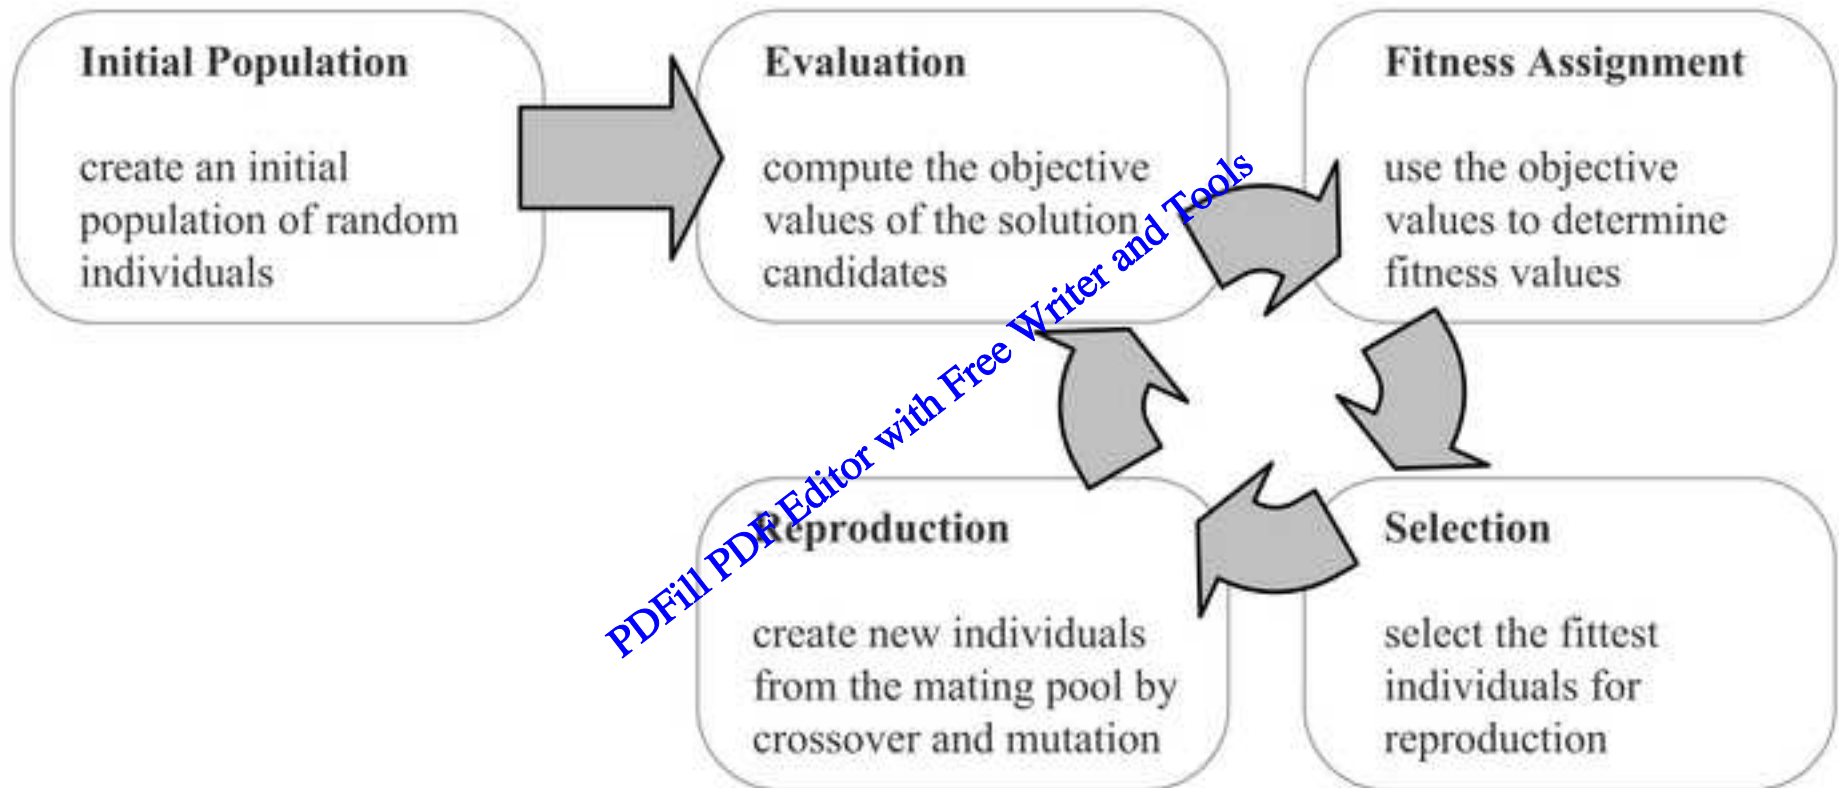 Initial Population
create an initial
population of random
individuals
Evaluation
compute the objective
values of the solution
candidates
Fitness Assignment
use the objective
values to determine
fitness values
Reproduction
create new individuals
from the mating pool by
crossover and mutation
Selection
select the fittest
individuals for
reproduction
PDFill PDF Editor with Free Writer and Tools